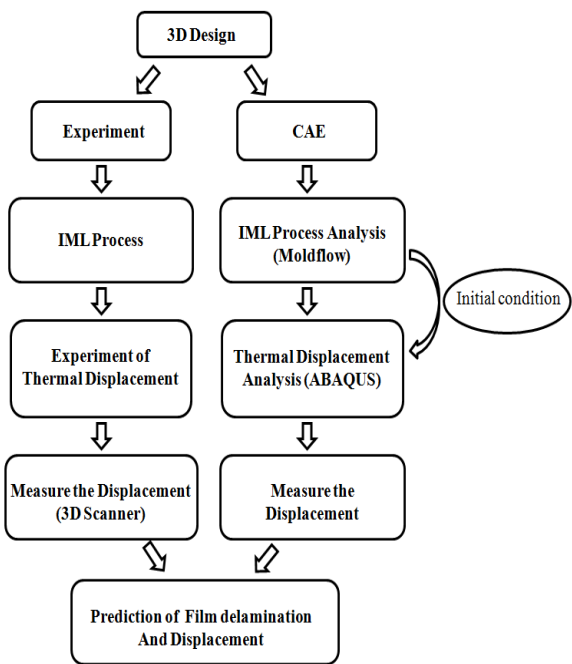 3D Design
Experiment
CAE
IML Process
IML Process Analysis
(Moldflow)
Initial condition
Experiment of
Thermal Displacement
Thermal Displacement
Analysis (ABAQUS)
Measure the Displacement
(3D Scanner)
Measure the
Displacement
Prediction of Film delamination
And Displacement